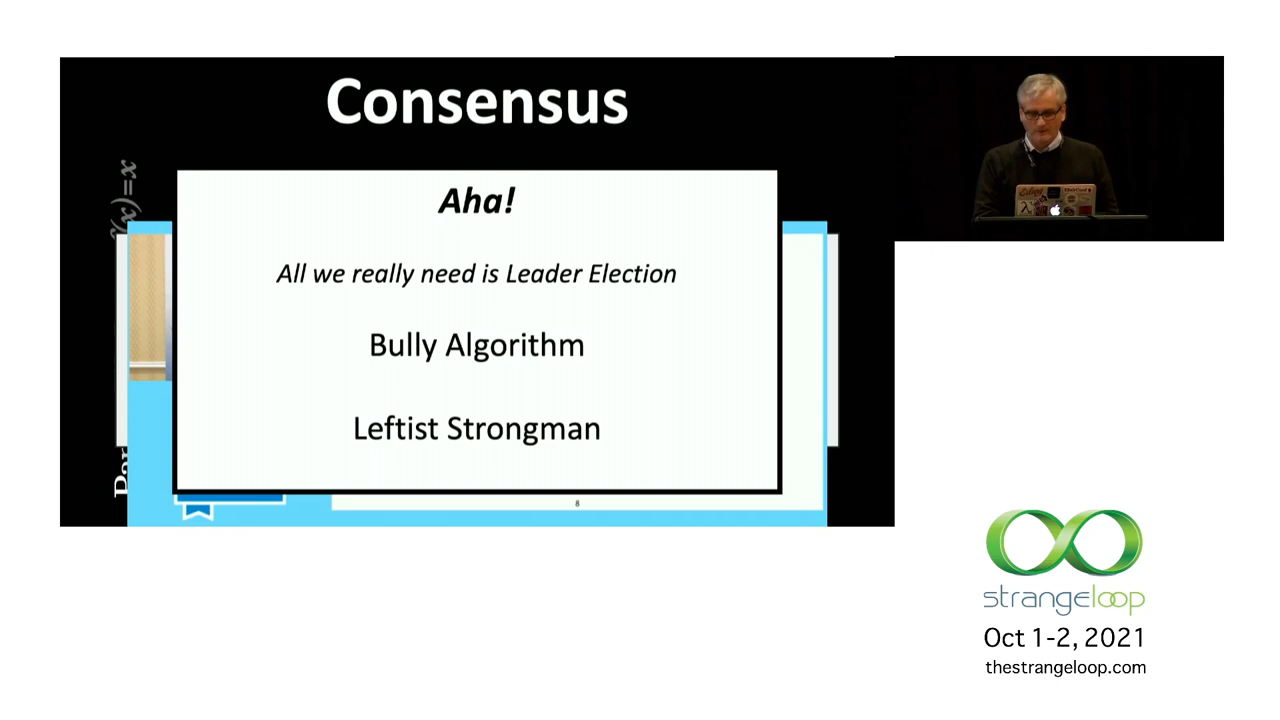 Consensus
Aha!
All we really need is Leader Election
Bully Algorithm
Leftist Strongman
8
strangeloop
Oct 1-2, 2021
thestrangeloop.com